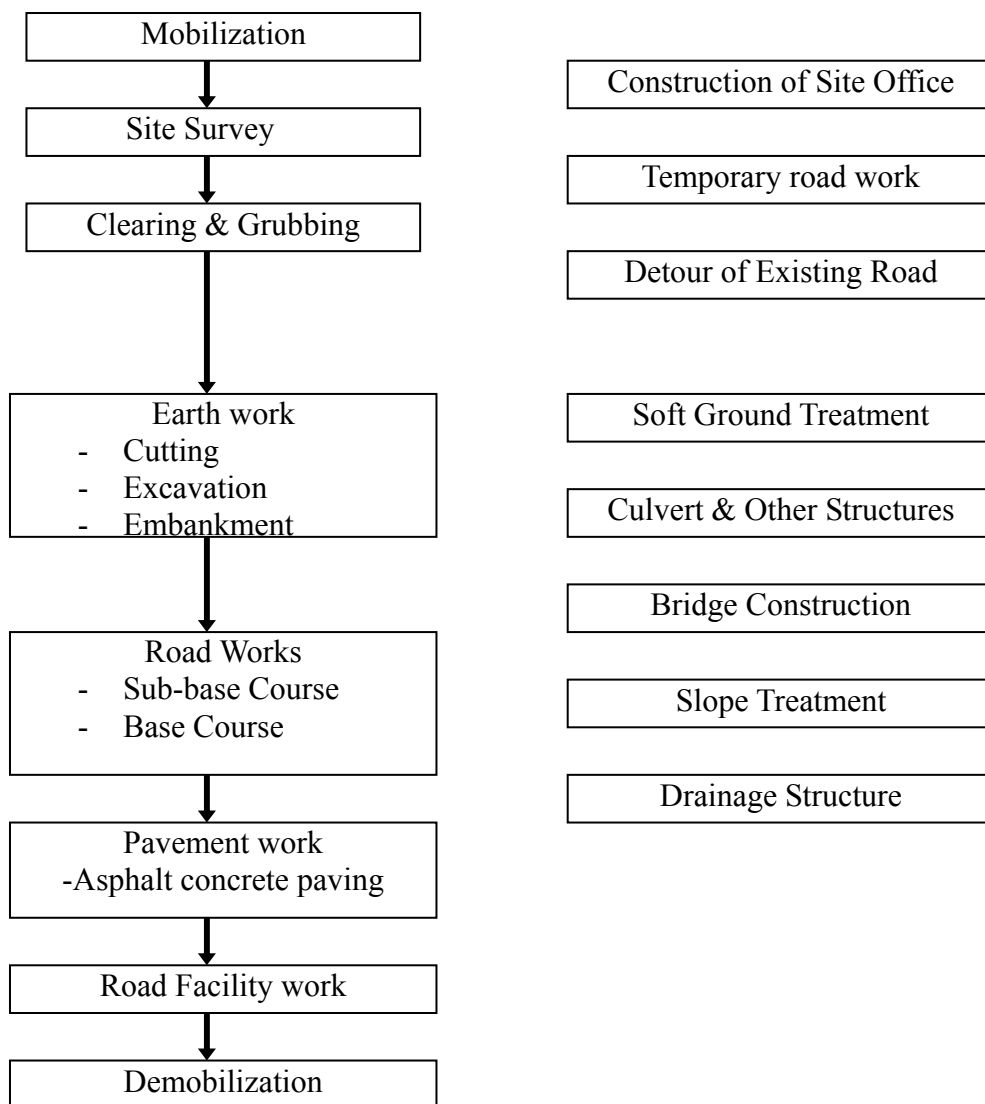 Mobilization
Site Survey
Clearing & Grubbing
Earth work
- Cutting
- Excavation
- Embankment
Road Works
- Sub-base Course
- Base Course
Pavement work
-Asphalt concrete paving
Road Facility work
Demobilization
Construction of Site Office
Temporary road work
Detour of Existing Road
Soft Ground Treatment
Culvert & Other Structures
Bridge Construction
Slope Treatment
Drainage Structure